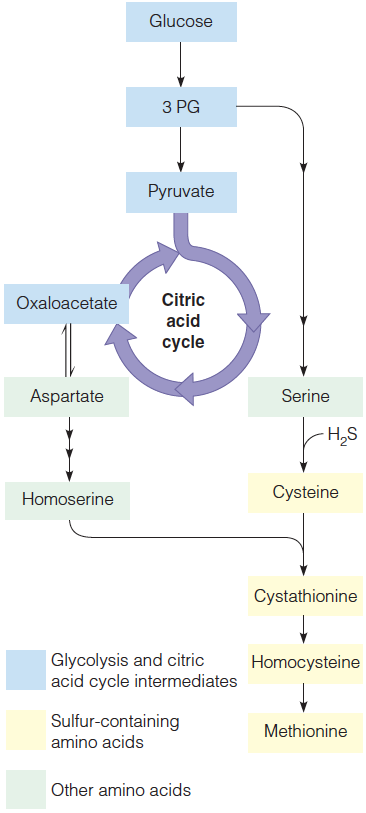 Glucose
3 PG
Pyruvate
Oxaloacetate
Citric
acid
cycle
Aspartate
Serine
H₂S
Homoserine
Cysteine
Cystathionine
Homocysteine
Methionine
Glycolysis and citric
acid cycle intermediates
Sulfur-containing
amino acids
Other amino acids